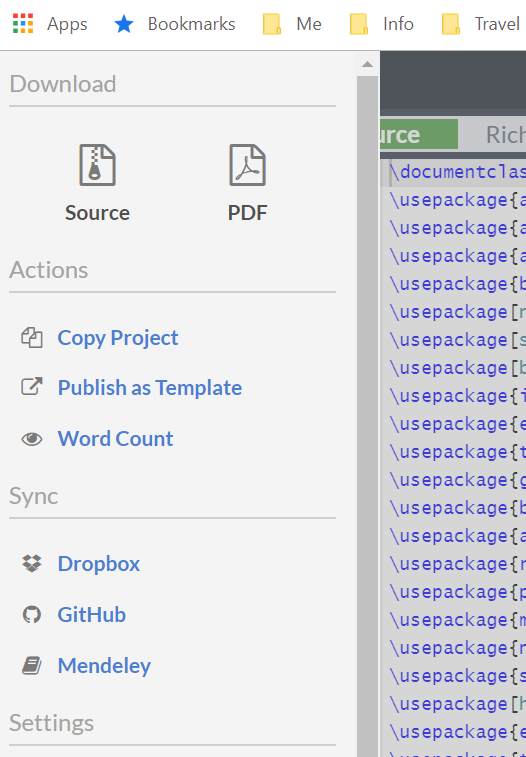 Apps Bookmarks Me Info Travel
Download
Source PDF
Actions
Copy Project
Publish as Template
Word Count
Sync
Dropbox
GitHub
Mendeley
Settings
urce Rich
\documentclas
\usepackage{a
\usepackage{a
\usepackage{a
\usepackage{b
\usepackage[n
\usepackage[s
\usepackage[b
\usepackage{i
\usepackage{e
\usepackage{t
\usepackage{g
\usepackage{b
\usepackage{a
\usepackage{r
\usepackage{p
\usepackage{m
\usepackage{n
\usepackage{s
\usepackage[h
\usepackage{e